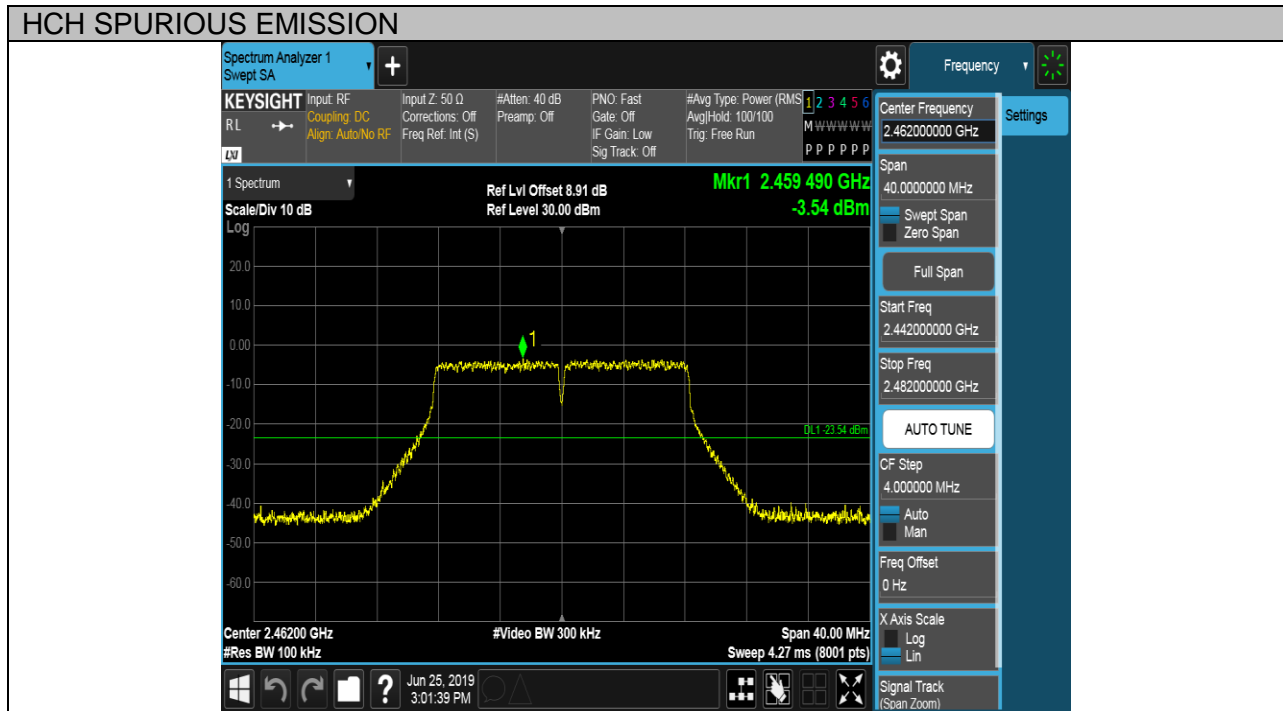 HCH SPURIOUS EMISSION
Spectrum Analyzer 1
Swept SA
+
Frequency
KEYSIGHT
RL
LXI
Input: RF
Coupling: DC
Align: Auto/No RF
Input Z: 50 Ω
Corrections: Off
Freq Ref: Int (S)
#Atten: 40 dB
Preamp: Off
PNO: Fast
Gate: Off
IF Gain: Low
Sig Track: Off
#Avg Type: Power (RMS
Avg|Hold: 100/100
Trig: Free Run
1 2 3 4 5 6
M W W W W W
P P P P P P
1 Spectrum
Scale/Div 10 dB
Log
Ref Lvl Offset 8.91 dB
Ref Level 30.00 dBm
Mkr1 2.459 490 GHz
-3.54 dBm
20.0
10.0
0.00
-10.0
-20.0
-30.0
-40.0
-50.0
-60.0
1
DL1 -23.54 dBm
Center 2.46200 GHz
#Res BW 100 kHz
#Video BW 300 kHz
Span 40.00 MHz
Sweep 4.27 ms (8001 pts)
?
Jun 25, 2019
3:01:39 PM
Center Frequency
2.462000000 GHz
Settings
Span
40.0000000 MHz
Swept Span
Zero Span
Full Span
Start Freq
2.442000000 GHz
Stop Freq
2.482000000 GHz
AUTO TUNE
CF Step
4.000000 MHz
Auto
Man
Freq Offset
0 Hz
X Axis Scale
Log
Lin
Signal Track
(Span Zoom)